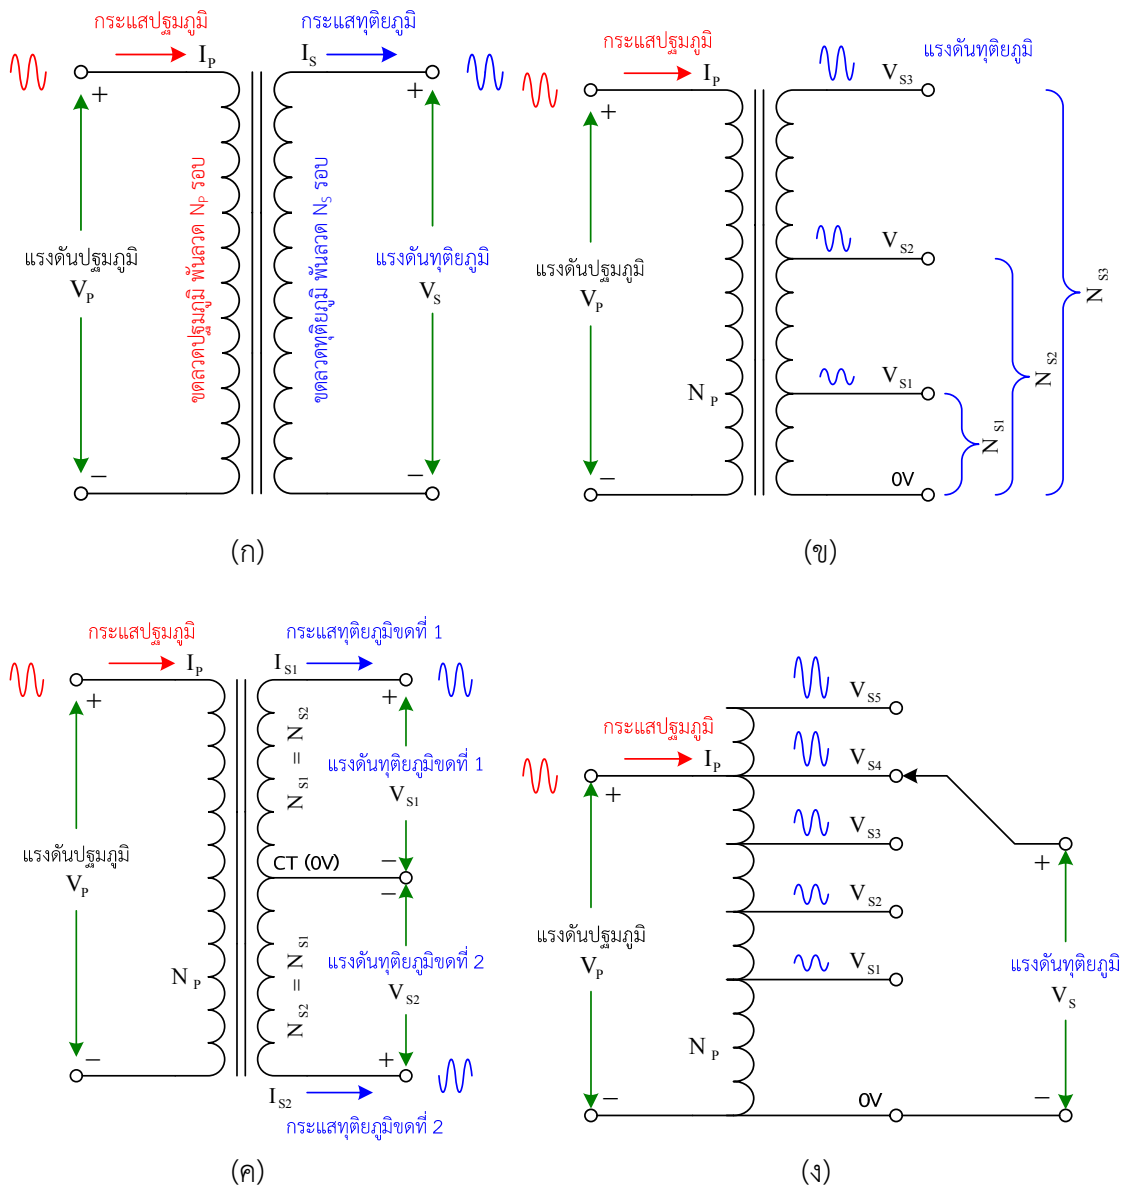 กระแสปฐมภูมิ
I_P
+
แรงดันปฐมภูมิ
V_P
−
ขดลวดปฐมภูมิ พันลวด N_P รอบ
กระแสทุติยภูมิ
I_S
+
ขดลวดทุติยภูมิ พันลวด N_S รอบ
แรงดันทุติยภูมิ
V_S
−
(ก)
กระแสปฐมภูมิ
I_P
+
แรงดันปฐมภูมิ
V_P
N_P
−
แรงดันทุติยภูมิ
V_S3
V_S2
V_S1
0V
N_S1
N_S2
N_S3
(ข)
กระแสปฐมภูมิ
I_P
+
แรงดันปฐมภูมิ
V_P
N_P
−
กระแสทุติยภูมิขดที่ 1
I_S1
+
N_S1 = N_S2
แรงดันทุติยภูมิขดที่ 1
V_S1
−
CT (0V)
−
N_S2 = N_S1
แรงดันทุติยภูมิขดที่ 2
V_S2
+
I_S2
กระแสทุติยภูมิขดที่ 2
(ค)
กระแสปฐมภูมิ
I_P
+
แรงดันปฐมภูมิ
V_P
N_P
−
V_S5
V_S4
V_S3
V_S2
V_S1
0V
+
แรงดันทุติยภูมิ
V_S
−
(ง)